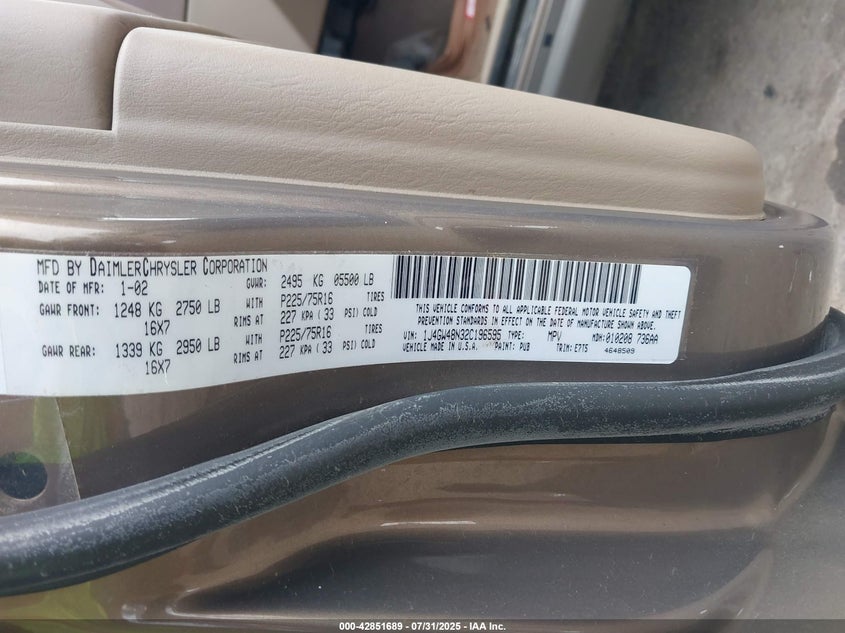 MFD BY DAIMLERCHRYSLER CORPORATION
DATE OF MFR: 1-02 GVWR: 2495 KG 05500 LB
GAWR FRONT: 1248 KG 2750 LB WITH P225/75R16 TIRES
16X7 RIMS AT 227 KPA ( 33 PSI) COLD
GAWR REAR: 1339 KG 2950 LB WITH P225/75R16 TIRES
16X7 RIMS AT 227 KPA ( 33 PSI) COLD
THIS VEHICLE CONFORMS TO ALL APPLICABLE FEDERAL MOTOR VEHICLE SAFETY AND THEFT
PREVENTION STANDARDS IN EFFECT ON THE DATE OF MANUFACTURE SHOWN ABOVE.
VIN: 1J4GW48N32C196595 TYPE: MPV MDH: 010208 736AA
VEHICLE MADE IN U.S.A. PAINT: PUB TRIM: E7T5 4648509
000-42851689 - 07/31/2025 - IAA Inc.